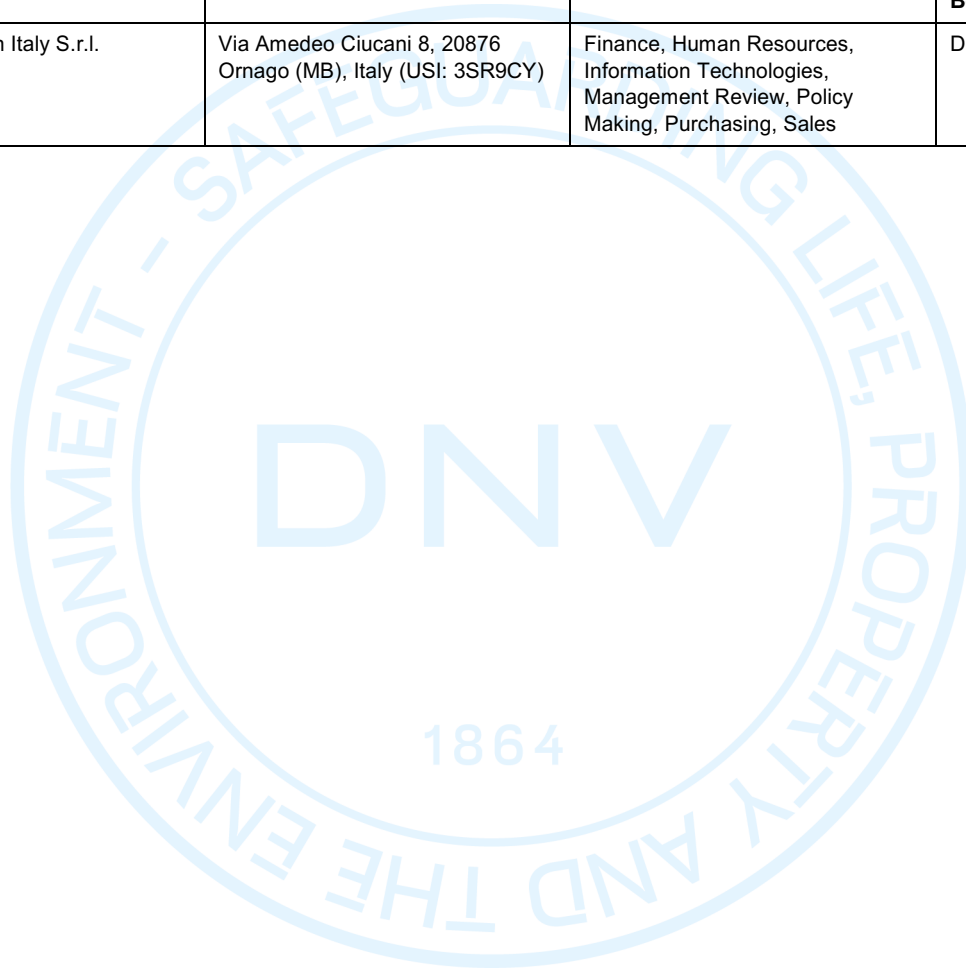 B
n Italy S.r.l.
Via Amedeo Ciucani 8, 20876
Ornago (MB), Italy (USI: 3SR9CY)
Finance, Human Resources,
Information Technologies,
Management Review, Policy
Making, Purchasing, Sales
D
SAFEGUARDING LIFE, PROPERTY AND THE ENVIRONMENT -
DNV
1864